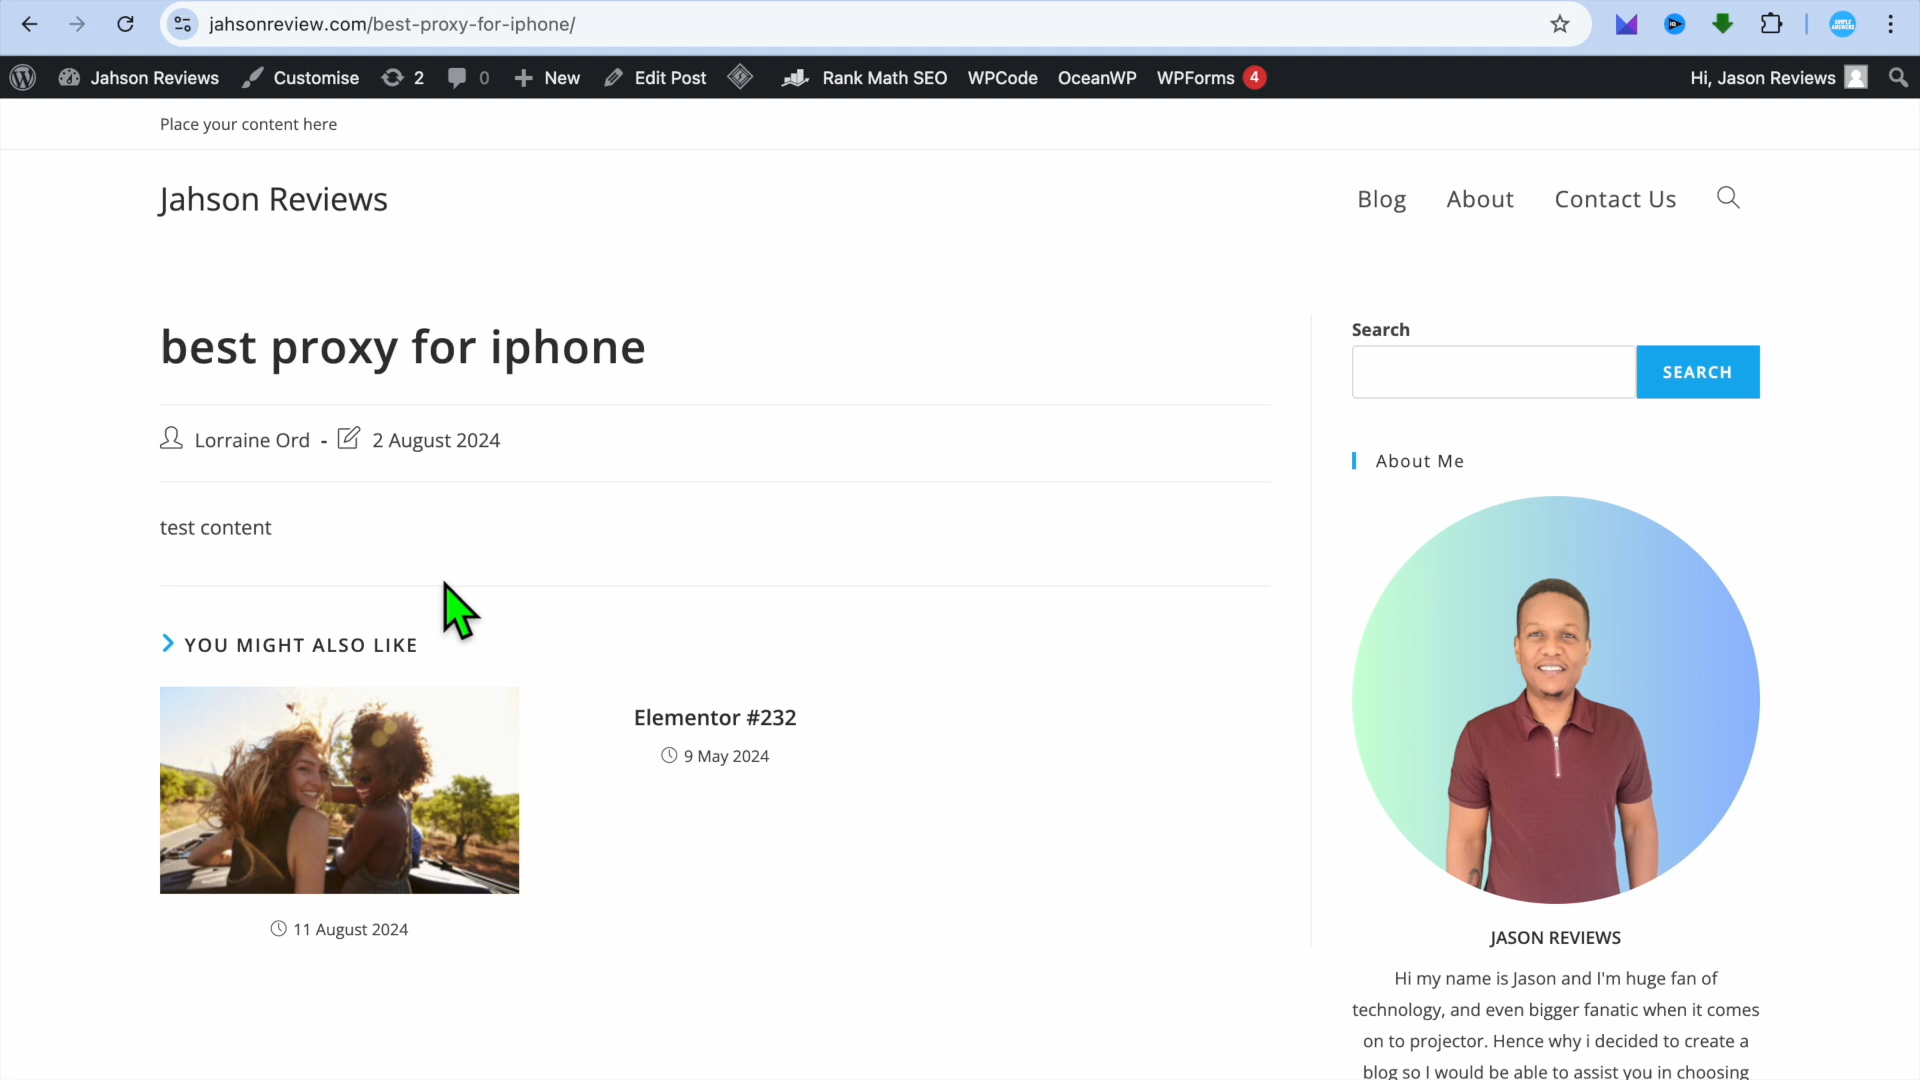 jahsonreview.com/best-proxy-for-iphone/
Jahson Reviews Customise 2 0 New Edit Post Rank Math SEO WPCode OceanWP WPForms 4 Hi, Jason Reviews
Place your content here
Jahson Reviews
Blog About Contact Us
best proxy for iphone
Lorraine Ord - 2 August 2024
test content
YOU MIGHT ALSO LIKE
11 August 2024
Elementor #232
9 May 2024
Search
SEARCH
About Me
JASON REVIEWS
Hi my name is Jason and I'm huge fan of
technology, and even bigger fanatic when it comes
on to projector. Hence why i decided to create a
blog so I would be able to assist you in choosing